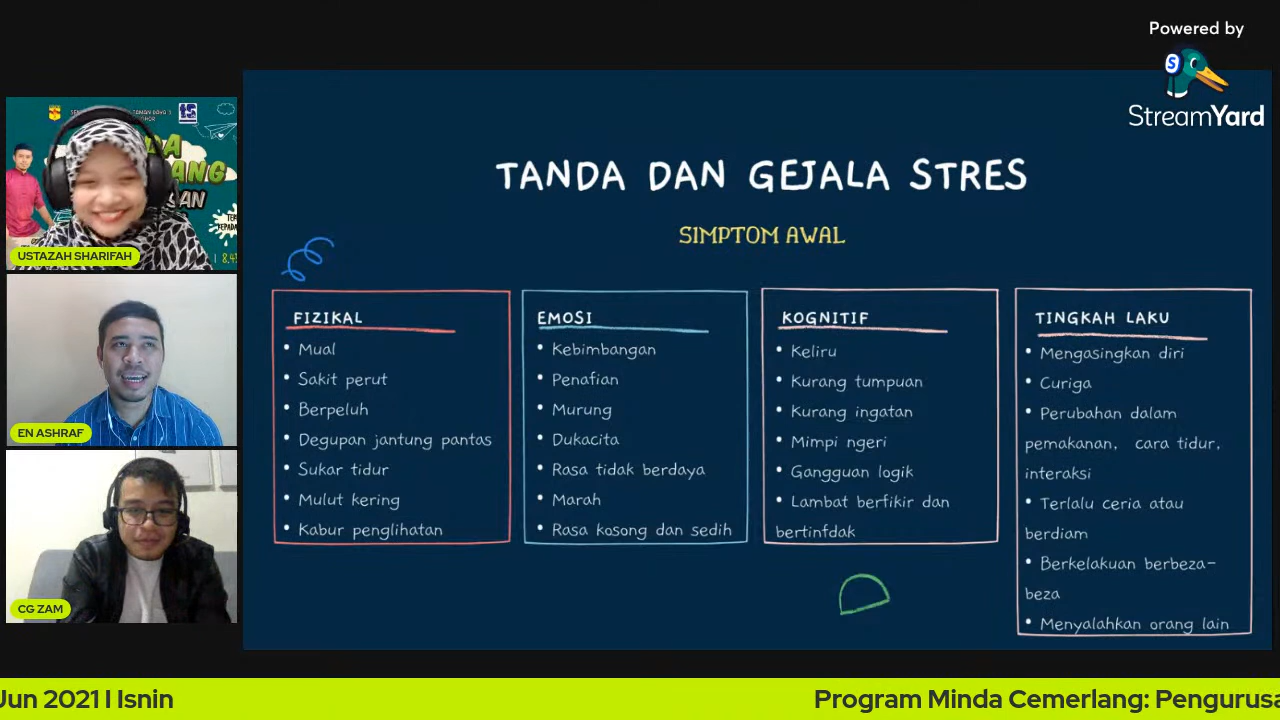 Powered by
StreamYard
TANDA DAN GEJALA STRES
SIMPTOM AWAL
FIZIKAL
• Mual
• Sakit perut
• Berpeluh
• Degupan jantung pantas
• Sukar tidur
• Mulut kering
• Kabur penglihatan
EMOSI
• Kebimbangan
• Penafian
• Murung
• Dukacita
• Rasa tidak berdaya
• Marah
• Rasa kosong dan sedih
KOGNITIF
• Keliru
• Kurang tumpuan
• Kurang ingatan
• Mimpi ngeri
• Gangguan logik
• Lambat berfikir dan
bertinfdak
TINGKAH LAKU
• Mengasingkan diri
• Curiga
• Perubahan dalam
pemakanan, cara tidur,
interaksi
• Terlalu ceria atau
berdiam
• Berkelakuan berbeza-
beza
• Menyalahkan orang lain
USTAZAH SHARIFAH
EN ASHRAF
CG ZAM
Jun 2021 I Isnin
Program Minda Cemerlang: Pengurusa